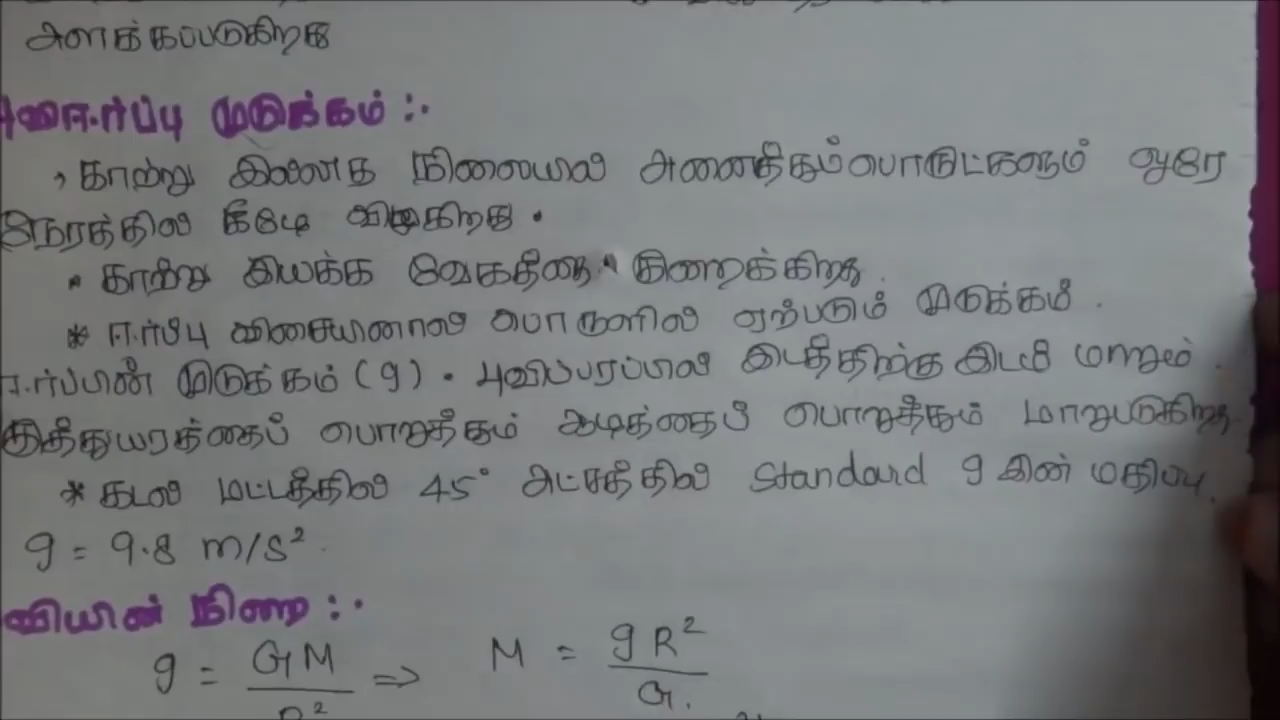 அளக்கப்படுகிறது
புவிஈர்ப்பு முடுக்கம் :.
, காற்று இல்லாத நிலையில் அனைத்தும் பொருட்களும் ஒரே
நேரத்தில் கீழே விழுகிறது .
• காற்று இயக்க வேகத்தை குறைக்கிறது .
* ஈர்ப்பு விசையினால் பொருளில் ஏற்படும் முடுக்கம் .
ஈர்ப்பின் முடுக்கம் (g) . புவிப்பரப்பில் இடத்திற்கு இடம் மாறும் .
குத்துயரத்தைப் பொறுத்தும் ஆழத்தைப் பொறுத்தும் மாறுபடுகிறது
* கடல் மட்டத்தில் 45° அட்சத்தில் Standard g இன் மதிப்பு .
g = 9.8 m/s² .
வியின் நிறை :.
g = GM / R² ⇒ M = gR² / G .